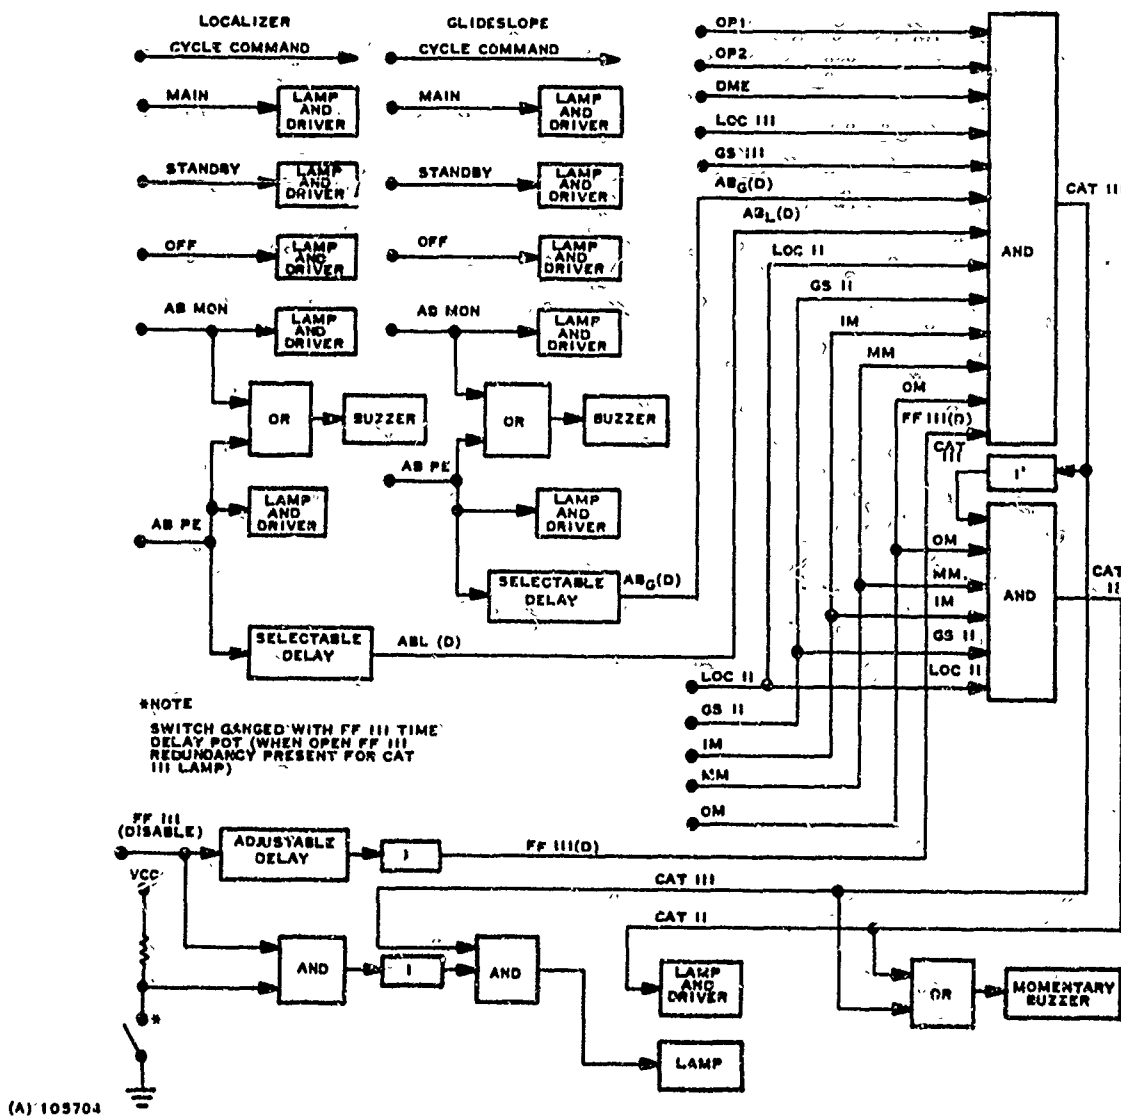 LOCALIZER
GLIDESLOPE
CYCLE COMMAND
CYCLE COMMAND
MAIN
LAMP
AND
DRIVER
MAIN
LAMP
AND
DRIVER
STANDBY
LAMP
AND
DRIVER
STANDBY
LAMP
AND
DRIVER
OFF
LAMP
AND
DRIVER
OFF
LAMP
AND
DRIVER
AB MON
LAMP
AND
DRIVER
AB MON
LAMP
AND
DRIVER
OR
BUZZER
OR
BUZZER
AB PE
LAMP
AND
DRIVER
LAMP
AND
DRIVER
AB PE
SELECTABLE
DELAY
ABG(D)
SELECTABLE
DELAY
ABL (D)
OP1
OP2
DME
LOC III
GS III
ABG(D)
ABL(D)
LOC II
GS II
IM
MM
OM
FF III(D)
AND
CAT III
CAT
III
I'
OM
MM
IM
GS II
LOC II
AND
CAT
II
LOC II
GS II
IM
MM
OM
*NOTE
SWITCH GANGED WITH FF III TIME
DELAY POT (WHEN OPEN FF III
REDUNDANCY PRESENT FOR CAT
III LAMP)
FF III
(DISABLE)
ADJUSTABLE
DELAY
I
FF III(D)
VCC
CAT III
CAT II
AND
I
AND
LAMP
AND
DRIVER
OR
MOMENTARY
BUZZER
*
LAMP
(A) 105704